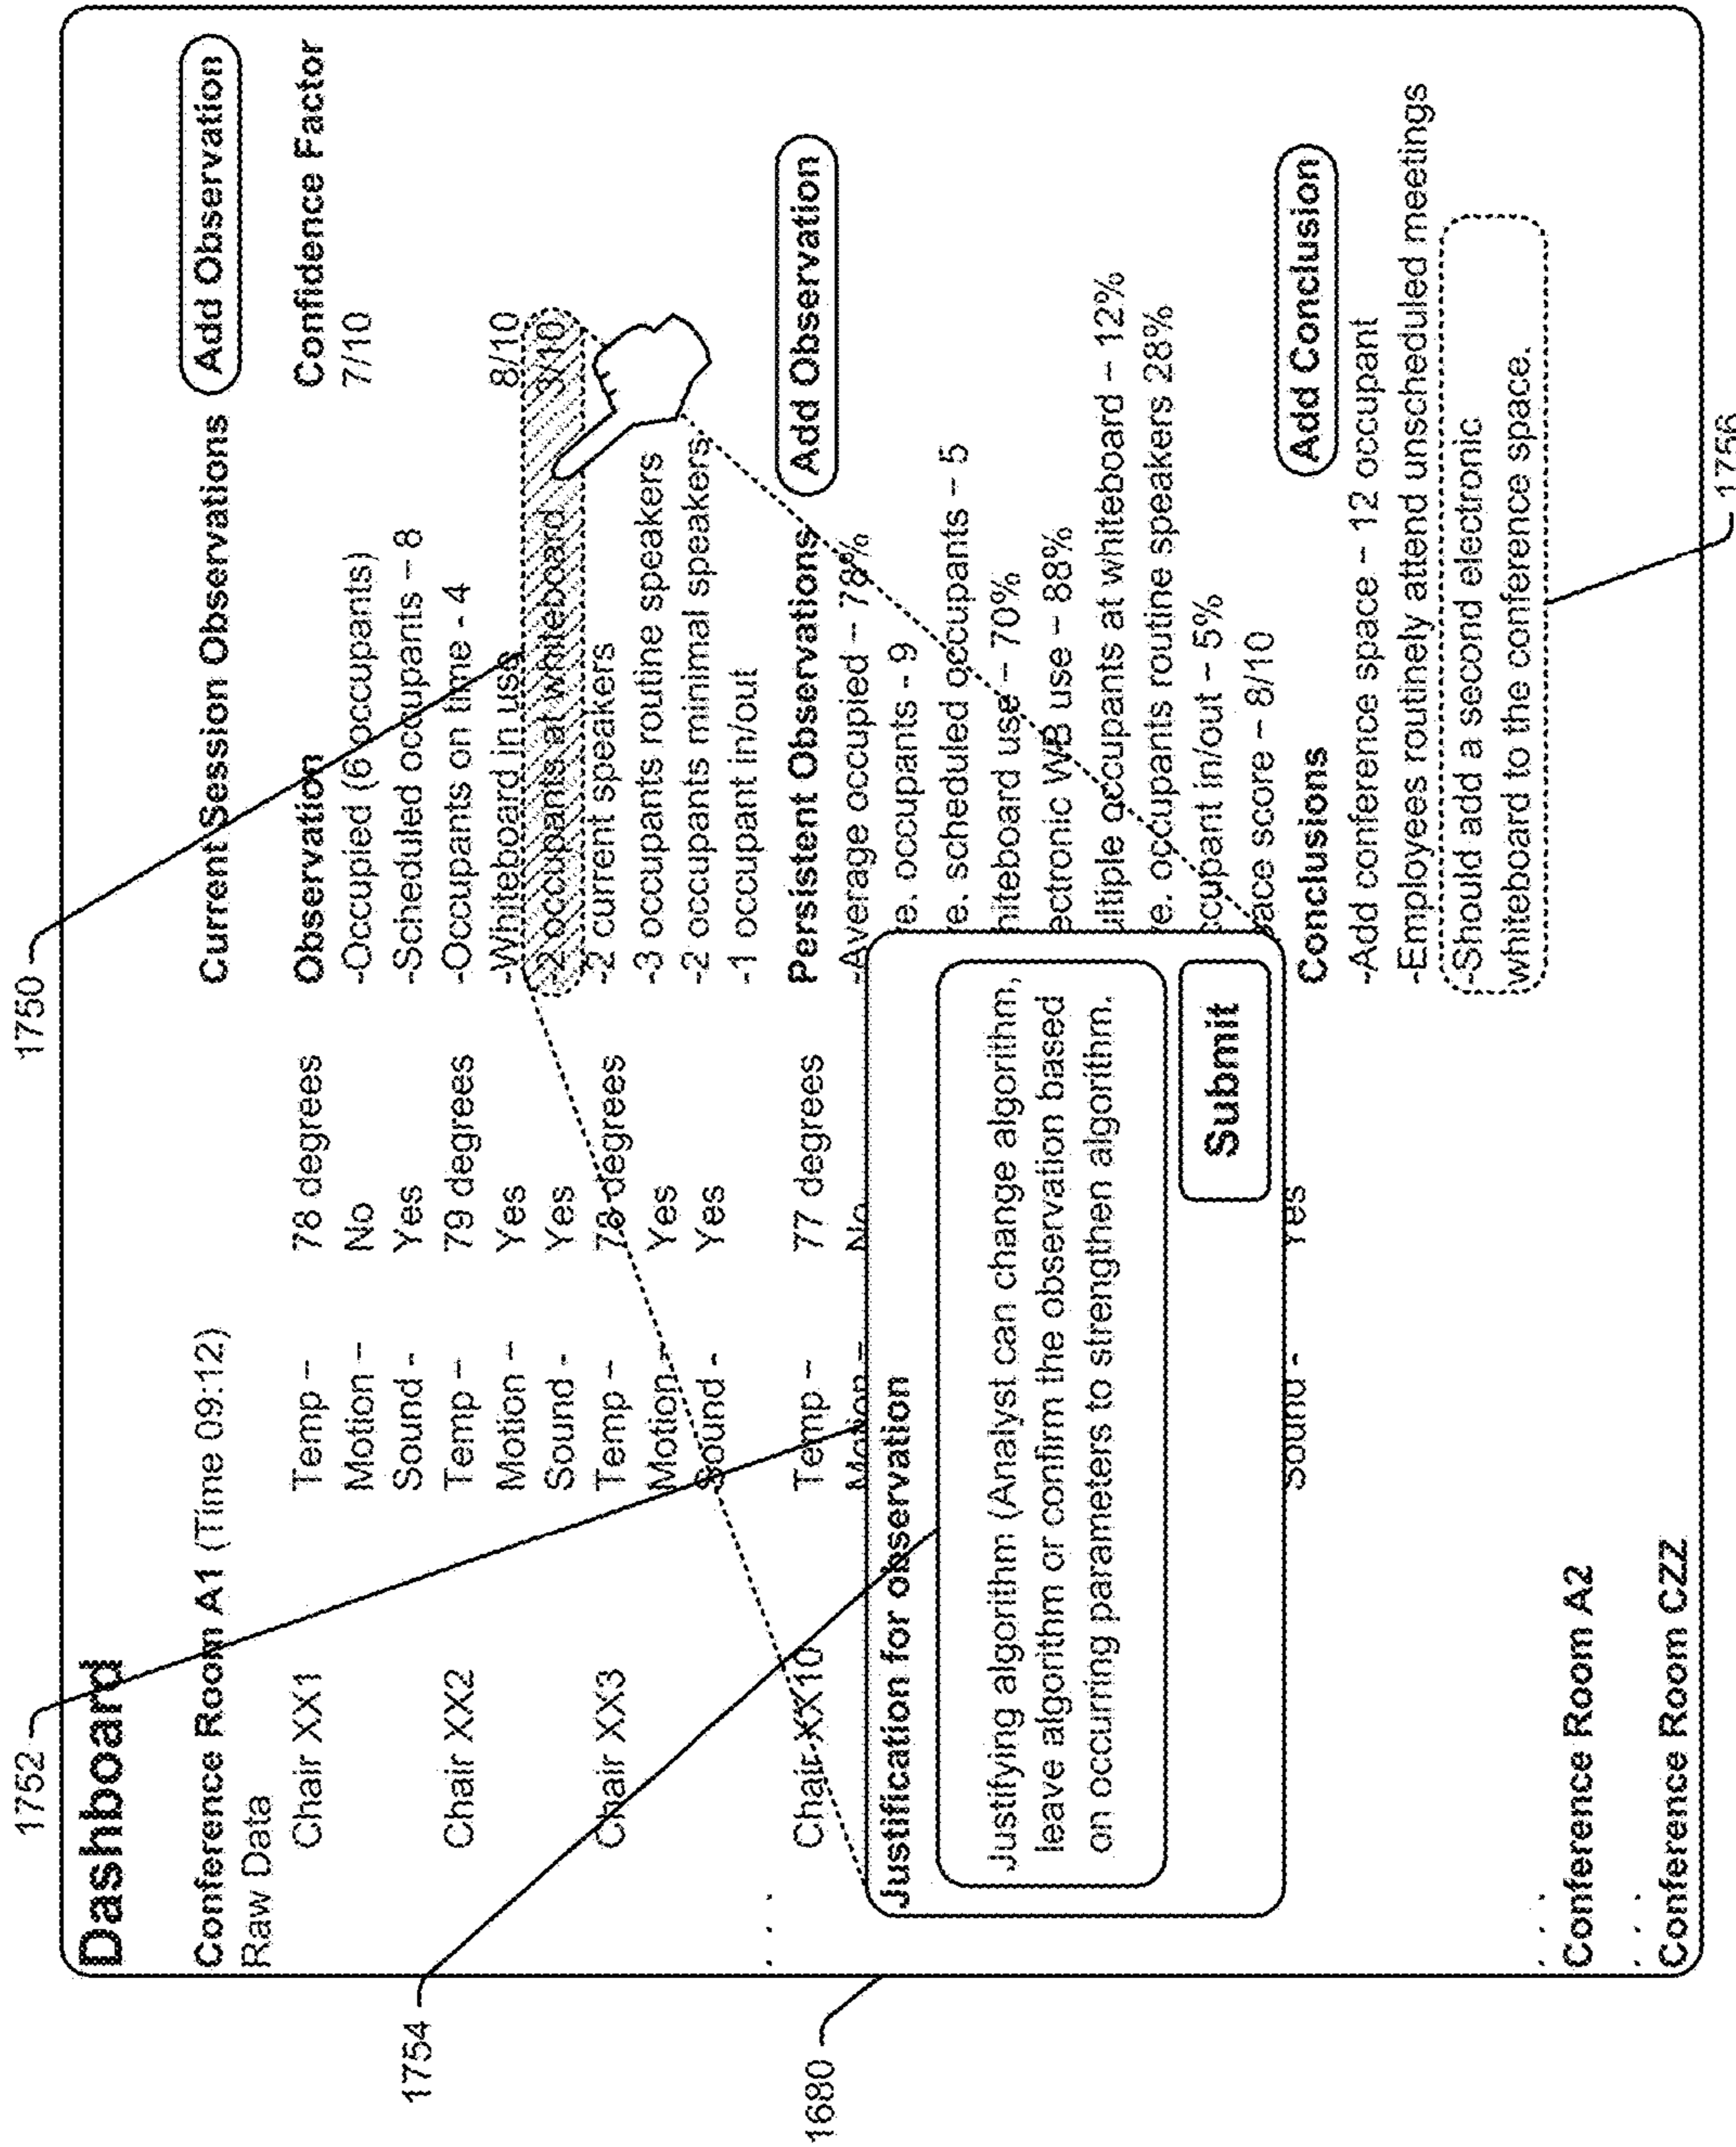 1750
1752
1754
1680
1756
Dashboard
Conference Room A1 (Time 09:12)
Raw Data
Chair XX1
Temp – 78 degrees
Motion – No
Sound - Yes
Chair XX2
Temp – 79 degrees
Motion – Yes
Sound - Yes
Chair XX3
Temp – 78 degrees
Motion – Yes
Sound - Yes
Chair XX10
Temp – 77 degrees
Motion – No
Sound - Yes
Current Session Observations
Add Observation
Observation Confidence Factor
-Occupied (6 occupants) 7/10
-Scheduled occupants – 8
-Occupants on time - 4
-Whiteboard in use 8/10
-2 occupants at whiteboard 3/10
-2 current speakers
-3 occupants routine speakers
-2 occupants minimal speakers
-1 occupant in/out
Persistent Observations
Add Observation
-Average occupied – 78%
e. occupants - 9
e. scheduled occupants – 5
hiteboard use – 70%
ectronic WB use – 88%
ultiple occupants at whiteboard – 12%
ve. occupants routine speakers 28%
ccupant in/out – 5%
pace score – 8/10
Justification for observation
Justifying algorithm (Analyst can change algorithm,
leave algorithm or confirm the observation based
on occurring parameters to strengthen algorithm.
Submit
Conclusions
Add Conclusion
-Add conference space – 12 occupant
-Employees routinely attend unscheduled meetings
-Should add a second electronic
whiteboard to the conference space.
Conference Room A2
Conference Room CZZ